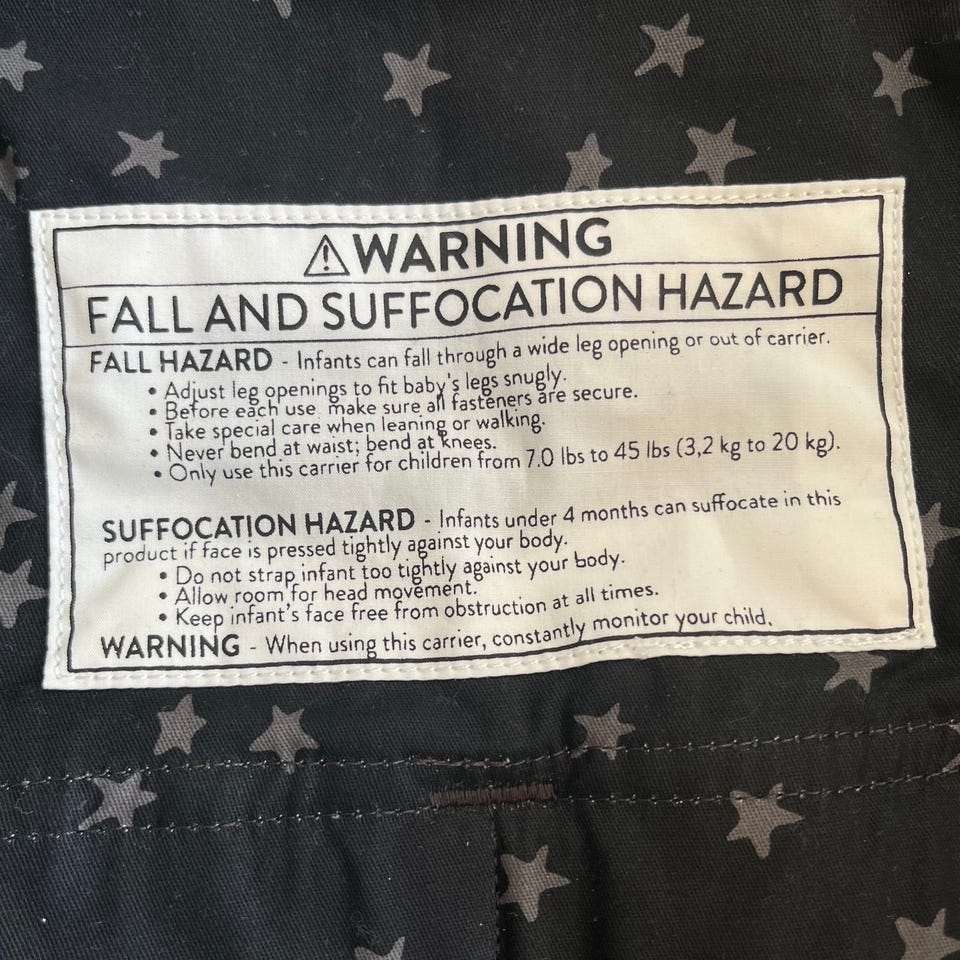 ⚠WARNING
FALL AND SUFFOCATION HAZARD
FALL HAZARD - Infants can fall through a wide leg opening or out of carrier.
• Adjust leg openings to fit baby's legs snugly.
• Before each use, make sure all fasteners are secure.
• Take special care when leaning or walking.
• Never bend at waist; bend at knees.
• Only use this carrier for children from 7.0 lbs to 45 lbs (3,2 kg to 20 kg).
SUFFOCATION HAZARD - Infants under 4 months can suffocate in this
product if face is pressed tightly against your body.
• Do not strap infant too tightly against your body.
• Allow room for head movement.
• Keep infant's face free from obstruction at all times.
WARNING - When using this carrier, constantly monitor your child.